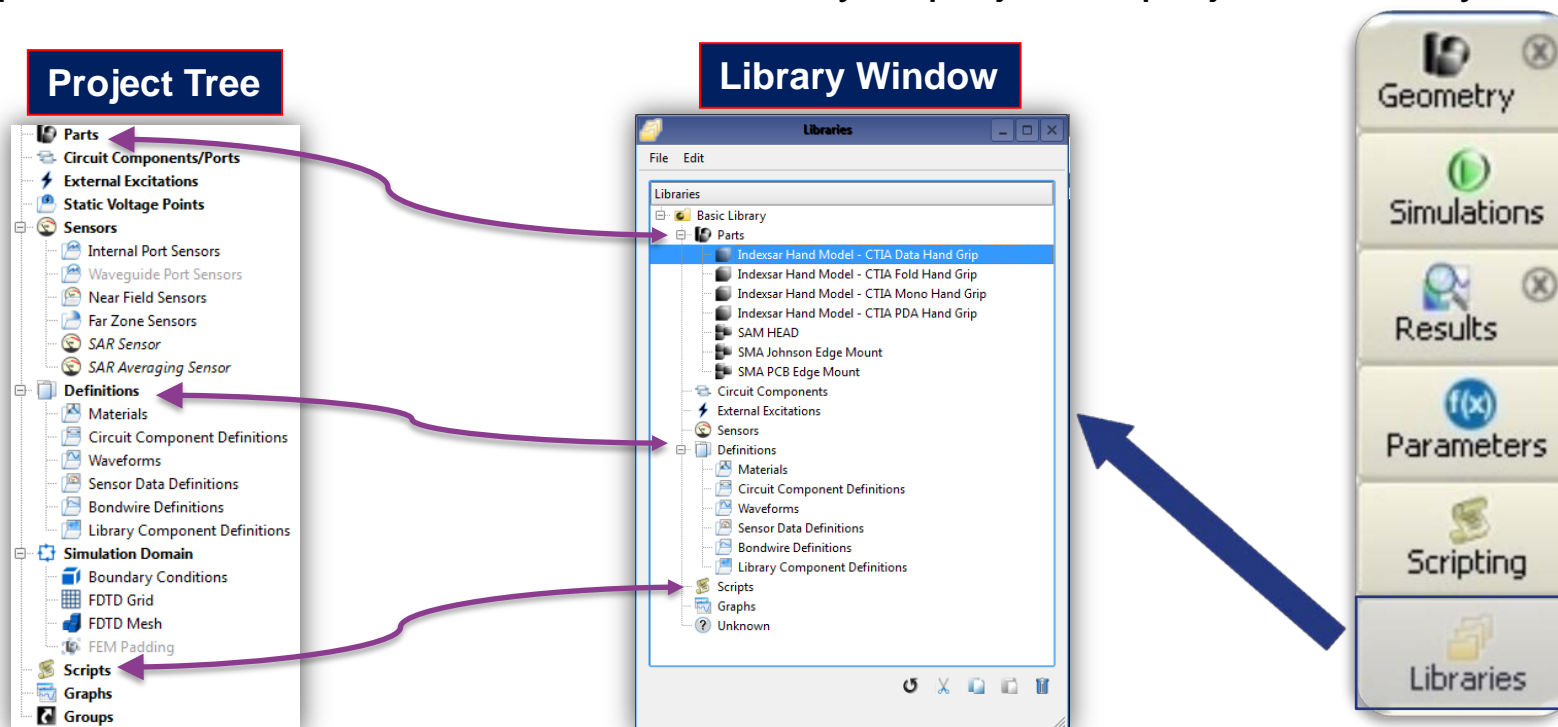 Project Tree
Parts
Circuit Components/Ports
External Excitations
Static Voltage Points
Sensors
Internal Port Sensors
Waveguide Port Sensors
Near Field Sensors
Far Zone Sensors
SAR Sensor
SAR Averaging Sensor
Definitions
Materials
Circuit Component Definitions
Waveforms
Sensor Data Definitions
Bondwire Definitions
Library Component Definitions
Simulation Domain
Boundary Conditions
FDTD Grid
FDTD Mesh
FEM Padding
Scripts
Graphs
Groups
Library Window
Libraries
File Edit
Libraries
Basic Library
Parts
Indexsar Hand Model - CTIA Data Hand Grip
Indexsar Hand Model - CTIA Fold Hand Grip
Indexsar Hand Model - CTIA Mono Hand Grip
Indexsar Hand Model - CTIA PDA Hand Grip
SAM HEAD
SMA Johnson Edge Mount
SMA PCB Edge Mount
Circuit Components
External Excitations
Sensors
Definitions
Materials
Circuit Component Definitions
Waveforms
Sensor Data Definitions
Bondwire Definitions
Library Component Definitions
Scripts
Graphs
? Unknown
Geometry
Simulations
Results
f(x)
Parameters
Scripting
Libraries